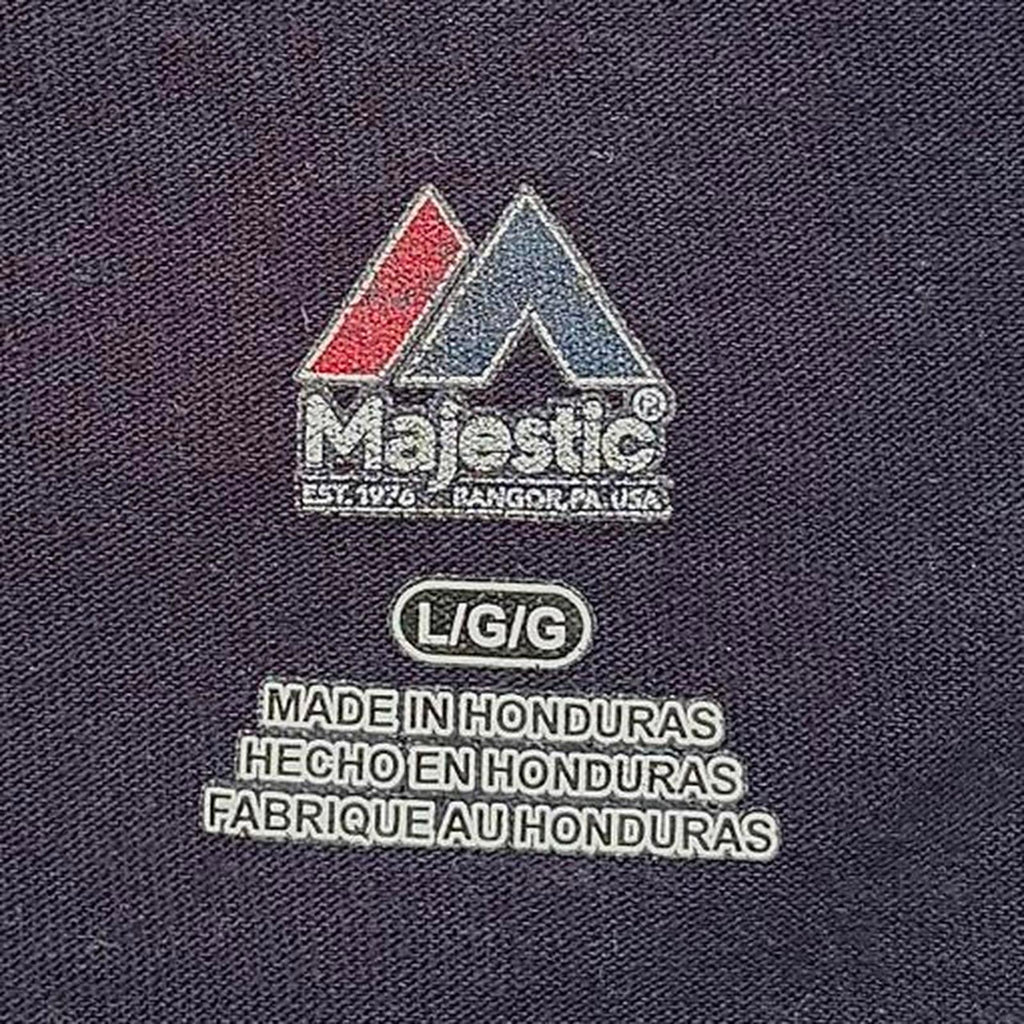 Majestic®
EST. 1976 BANGOR, PA. USA
L/G/G
MADE IN HONDURAS
HECHO EN HONDURAS
FABRIQUE AU HONDURAS